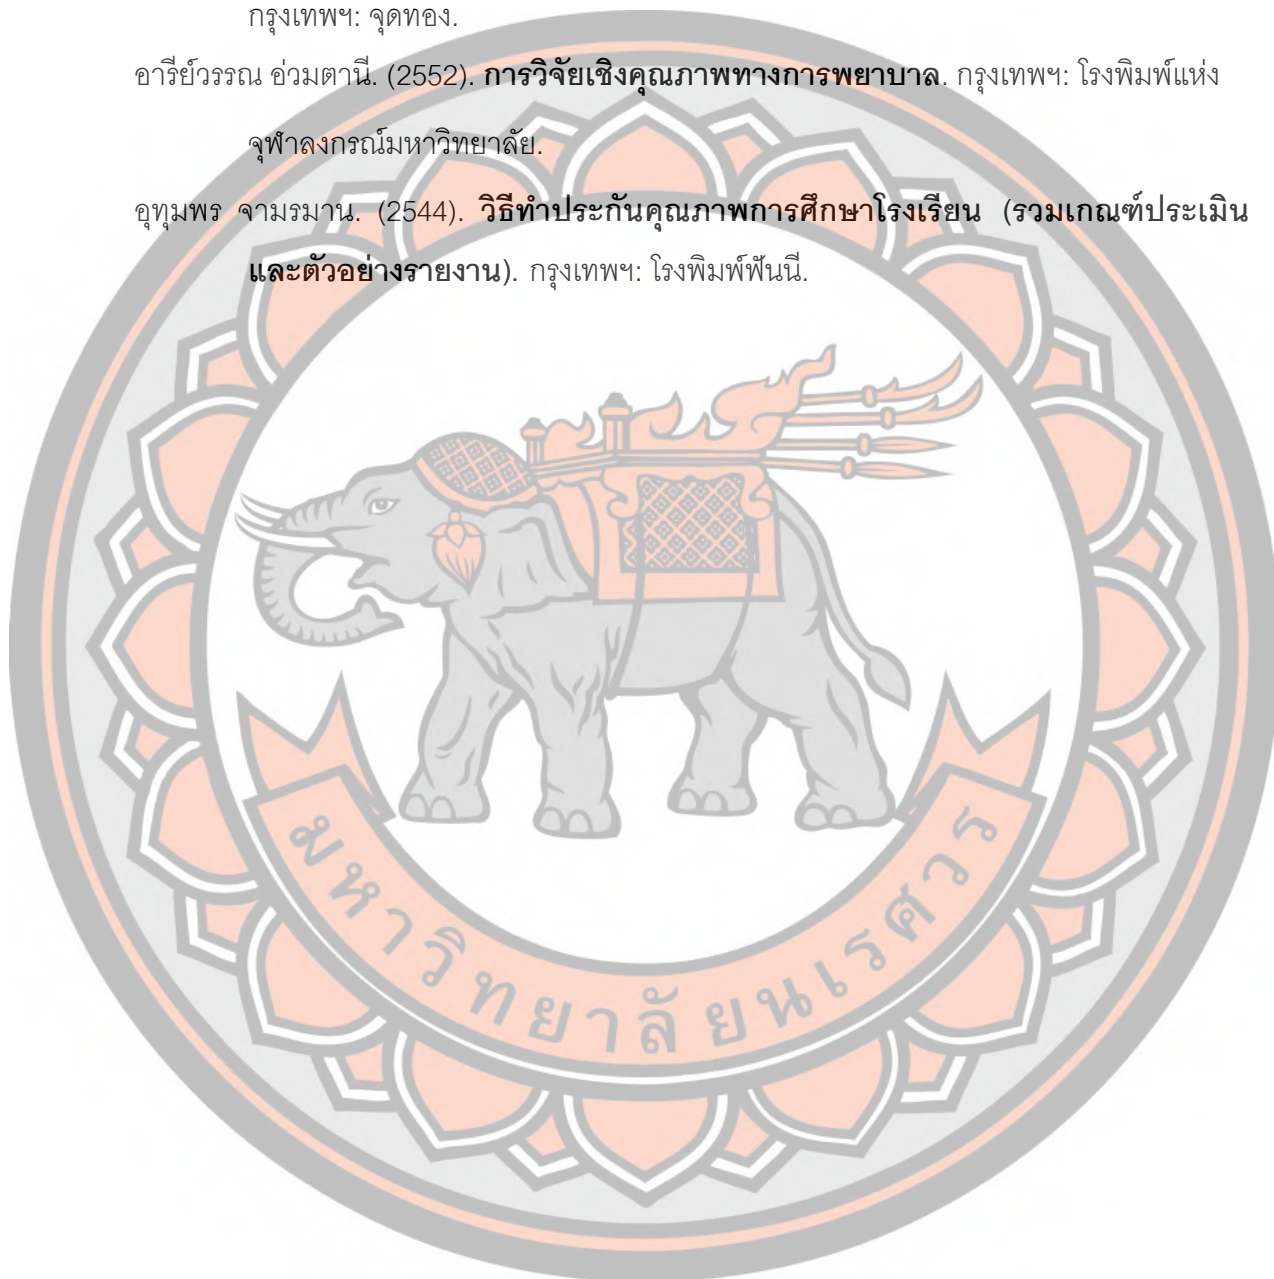 กรุงเทพฯ: จุดทอง.
อารีย์วรรณ อ่วมตานี. (2552). การวิจัยเชิงคุณภาพทางการพยาบาล. กรุงเทพฯ: โรงพิมพ์แห่ง
จุฬาลงกรณ์มหาวิทยาลัย.
อุทุมพร จามรมาน. (2544). วิธีทำประกันคุณภาพการศึกษาโรงเรียน (รวมเกณฑ์ประเมิน
และตัวอย่างรายงาน). กรุงเทพฯ: โรงพิมพ์ฟันนี่.
มหาวิทยาลัยนเรศวร